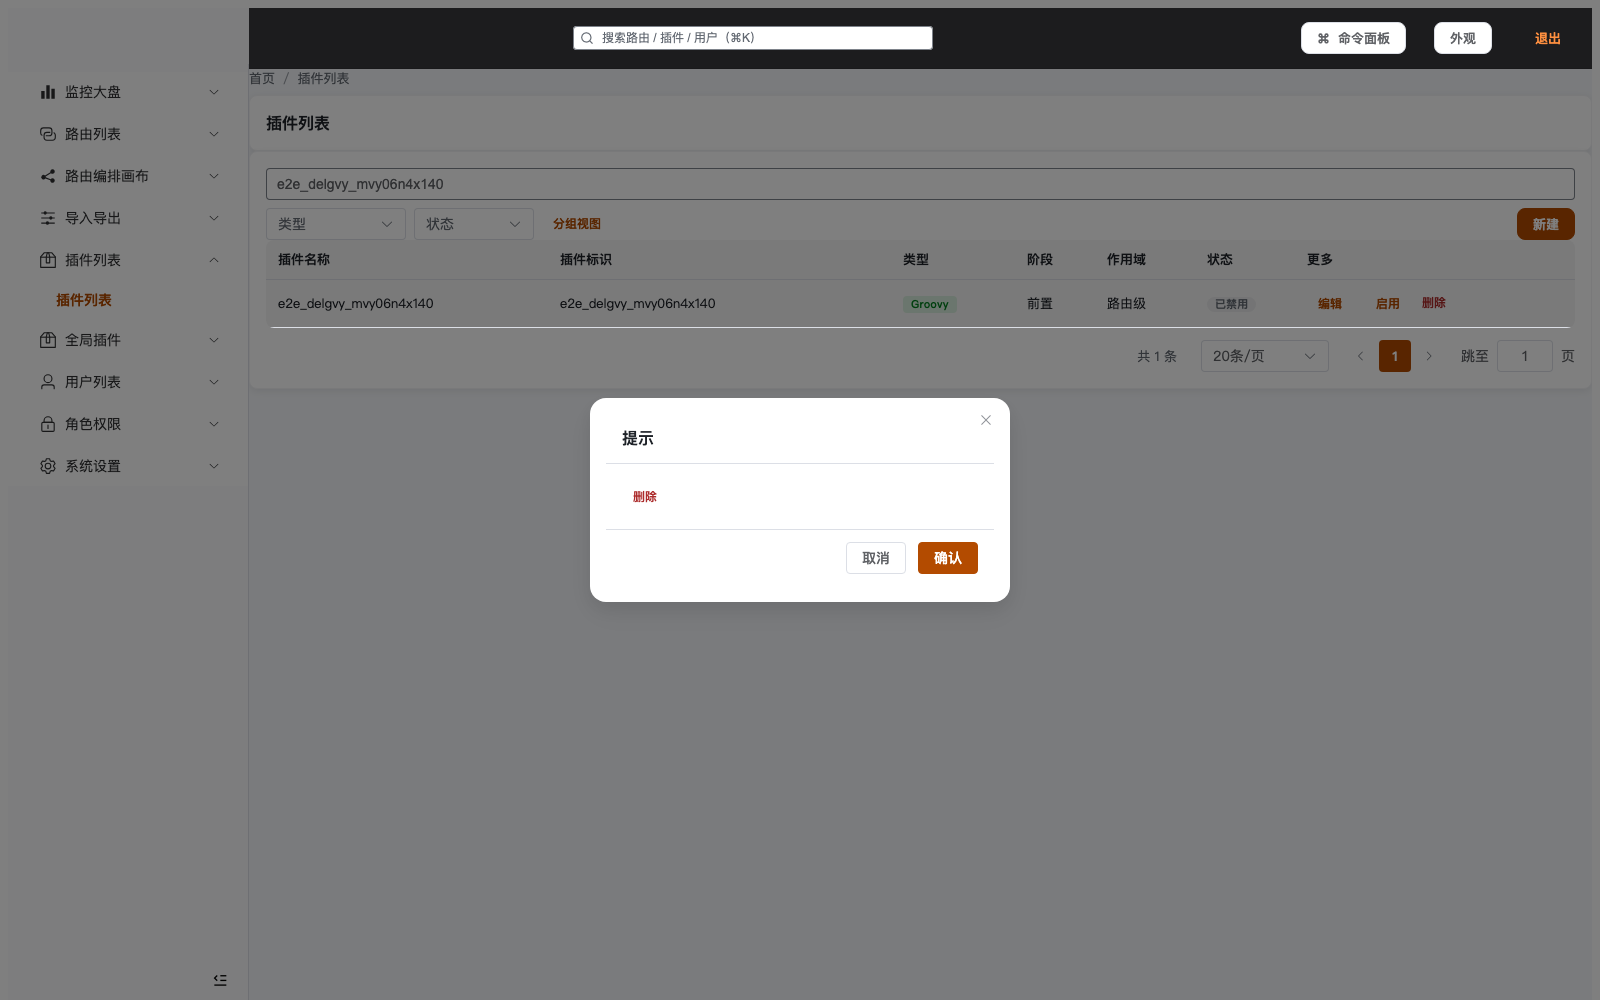 搜索路由 / 插件 / 用户（⌘K）
⌘ 命令面板
外观
退出
监控大盘
路由列表
路由编排画布
导入导出
插件列表
插件列表
全局插件
用户列表
角色权限
系统设置
首页 / 插件列表
插件列表
e2e_delgvy_mvy06n4x140
类型 状态 分组视图 新建
插件名称 插件标识 类型 阶段 作用域 状态 更多
e2e_delgvy_mvy06n4x140 e2e_delgvy_mvy06n4x140 Groovy 前置 路由级 已禁用 编辑 启用 删除
共 1 条 20条/页 1 跳至 1 页
提示
删除
取消 确认